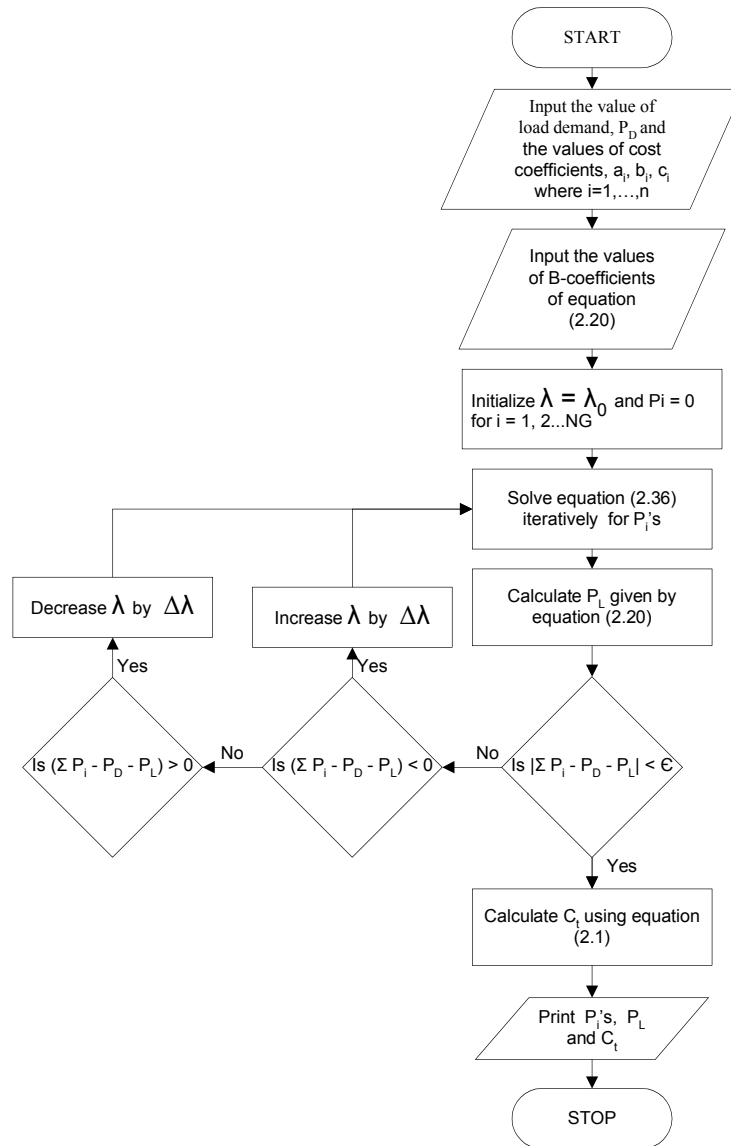 START
Input the value of
load demand, P_D and
the values of cost
coefficients, a_i, b_i, c_i
where i=1,…,n
Input the values
of B-coefficients
of equation
(2.20)
Initialize λ = λ_0 and Pi = 0
for i = 1, 2...NG
Solve equation (2.36)
iteratively for P_i's
Calculate P_L given by
equation (2.20)
Decrease λ by Δλ
Increase λ by Δλ
Yes
Yes
Is (Σ P_i - P_D - P_L) > 0
No
Is (Σ P_i - P_D - P_L) < 0
No
Is |Σ P_i - P_D - P_L| < Є
Yes
Calculate C_t using equation
(2.1)
Print P_i's, P_L
and C_t
STOP